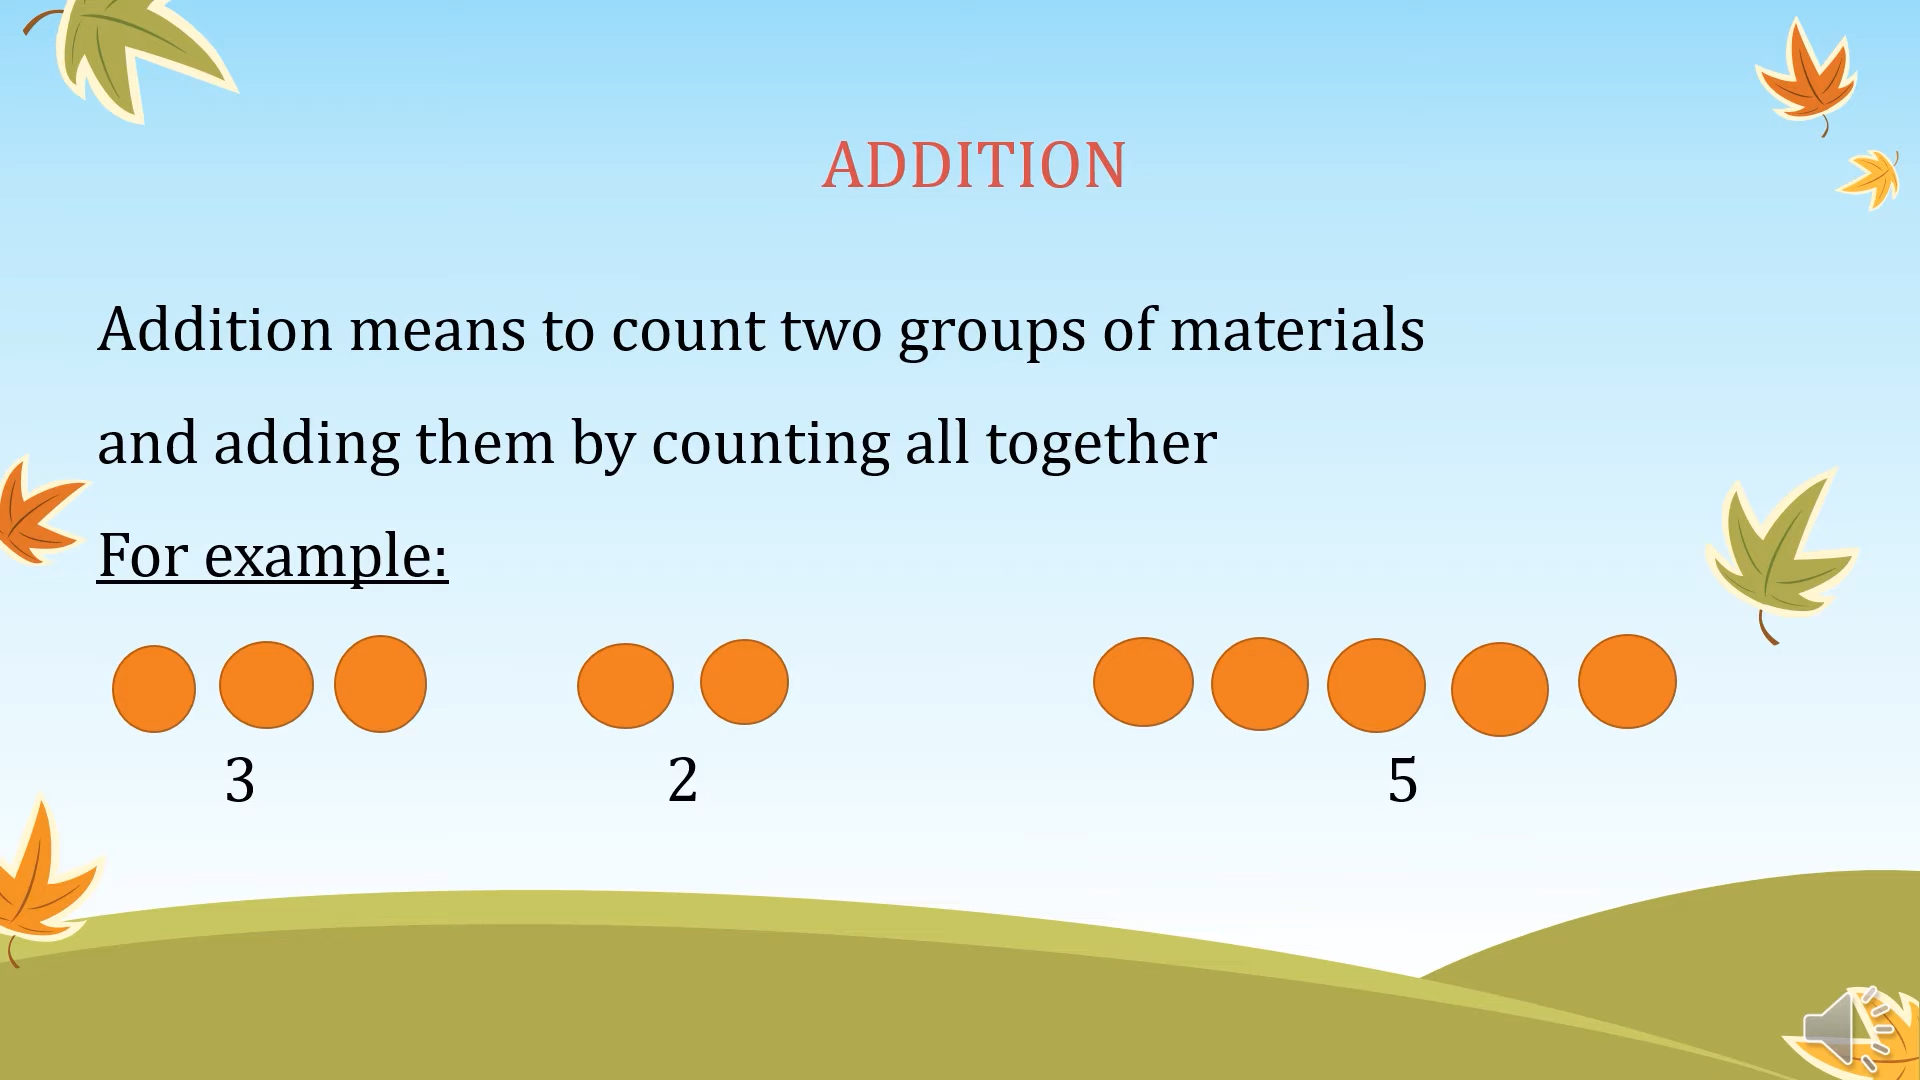 ADDITION
Addition means to count two groups of materials
and adding them by counting all together
For example:
3 2 5